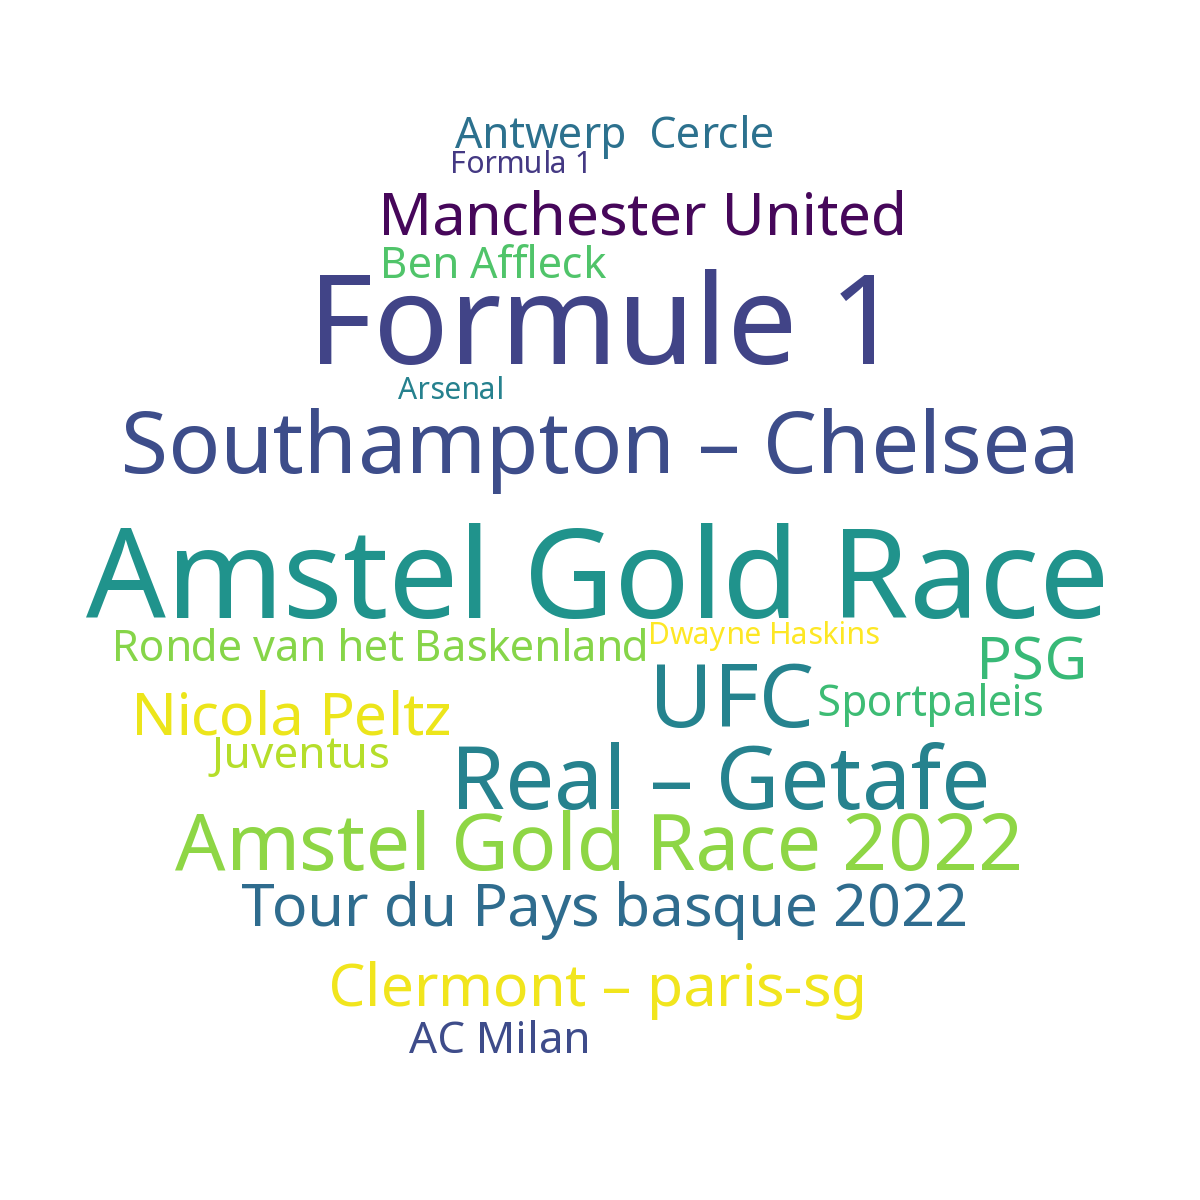 Antwerp  Cercle
Formula 1
Manchester United
Ben Affleck
Formule 1
Arsenal
Southampton – Chelsea
Amstel Gold Race
Ronde van het Baskenland
Dwayne Haskins
PSG
UFC
Sportpaleis
Nicola Peltz
Juventus
Real – Getafe
Amstel Gold Race 2022
Tour du Pays basque 2022
Clermont – paris-sg
AC Milan